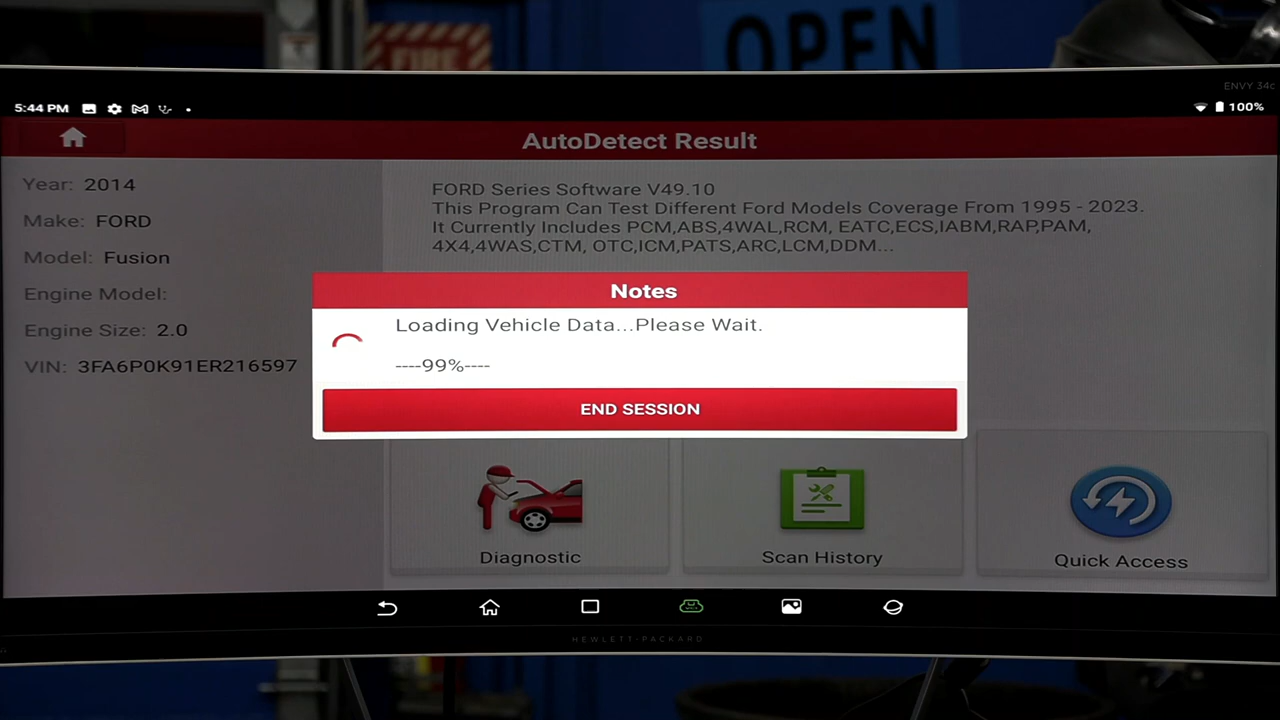 FIRE
OPEN
ENVY 34c
5:44 PM
100%
AutoDetect Result
Year: 2014
Make: FORD
Model: Fusion
Engine Model:
Engine Size: 2.0
VIN: 3FA6P0K91ER216597
FORD Series Software V49.10
This Program Can Test Different Ford Models Coverage From 1995 - 2023.
It Currently Includes PCM,ABS,4WAL,RCM, EATC,ECS,IABM,RAP,PAM,
4X4,4WAS,CTM, OTC,ICM,PATS,ARC,LCM,DDM...
Notes
Loading Vehicle Data...Please Wait.
----99%----
END SESSION
Diagnostic
Scan History
Quick Access
HEWLETT-PACKARD